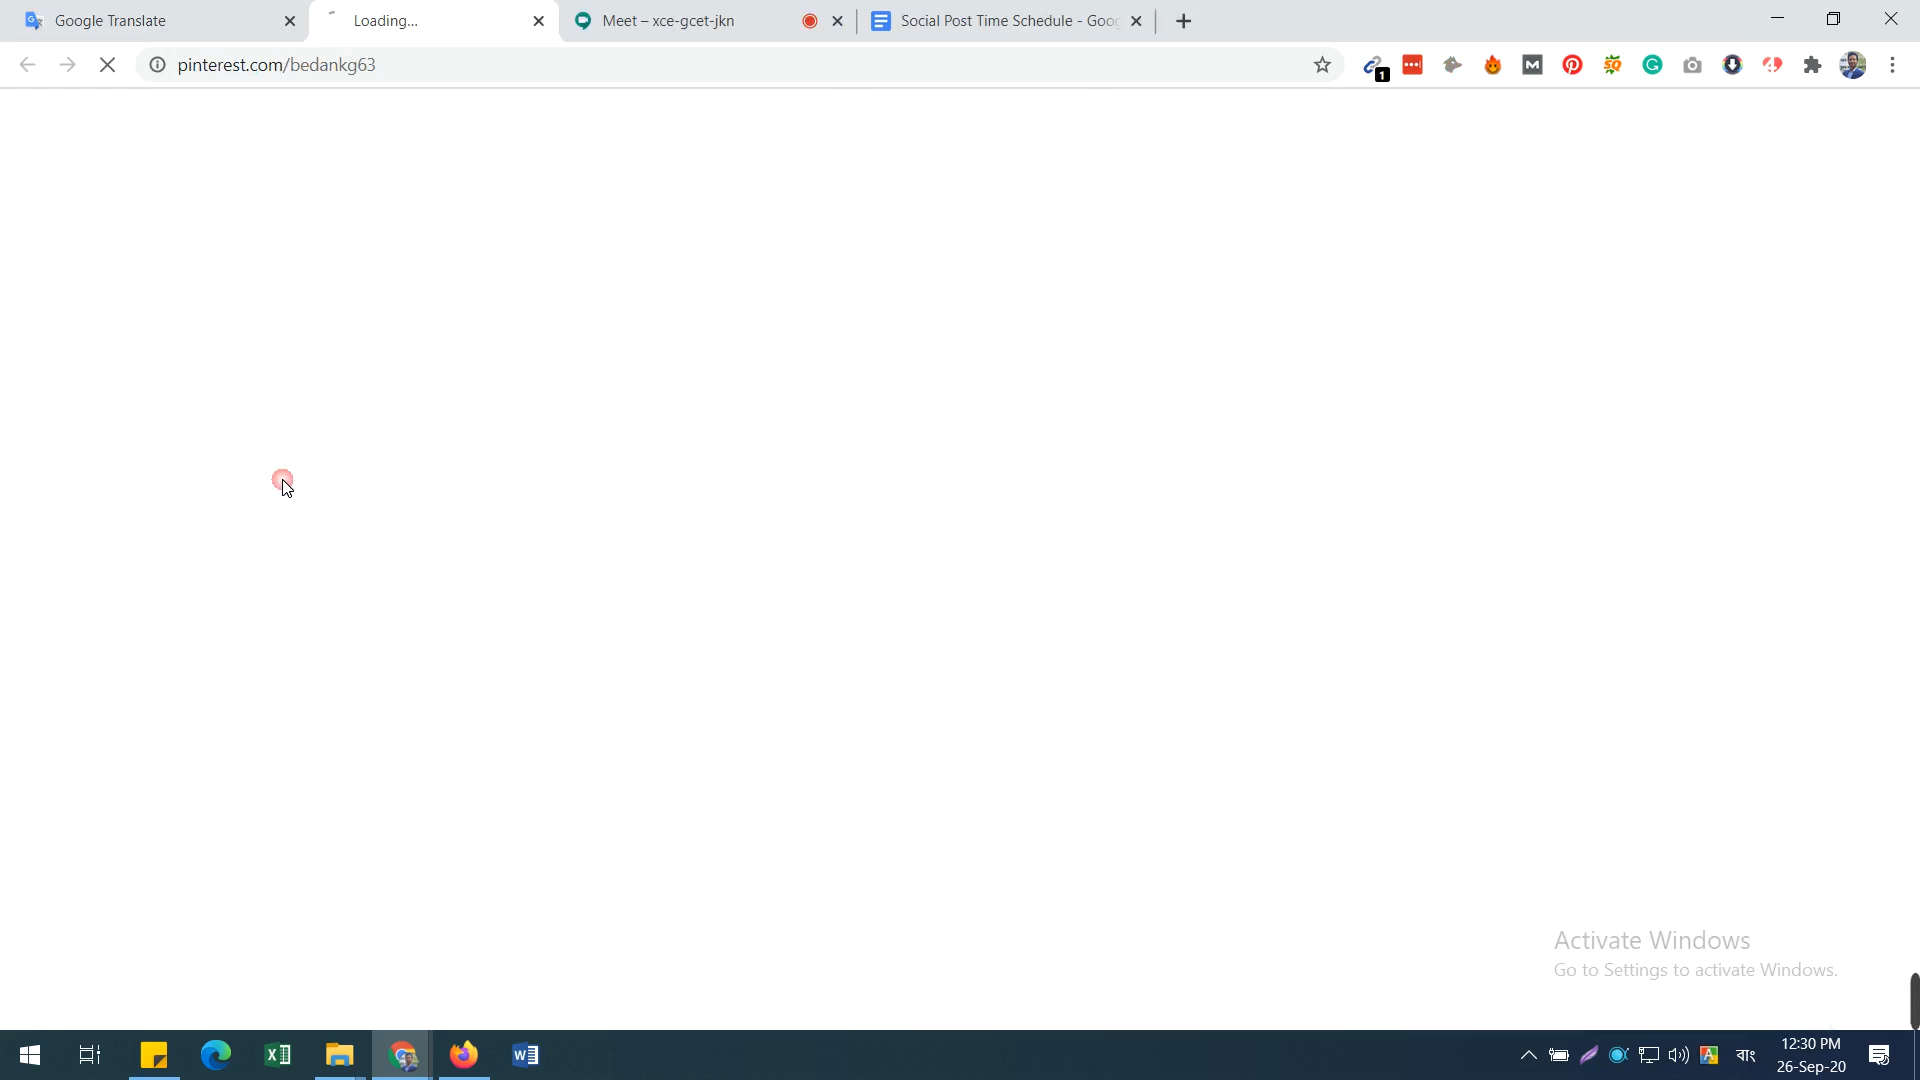 Google Translate
Loading...
Meet – xce-gcet-jkn
Social Post Time Schedule - Goo
pinterest.com/bedankg63
1
Activate Windows
Go to Settings to activate Windows.
বাং
12:30 PM
26-Sep-20